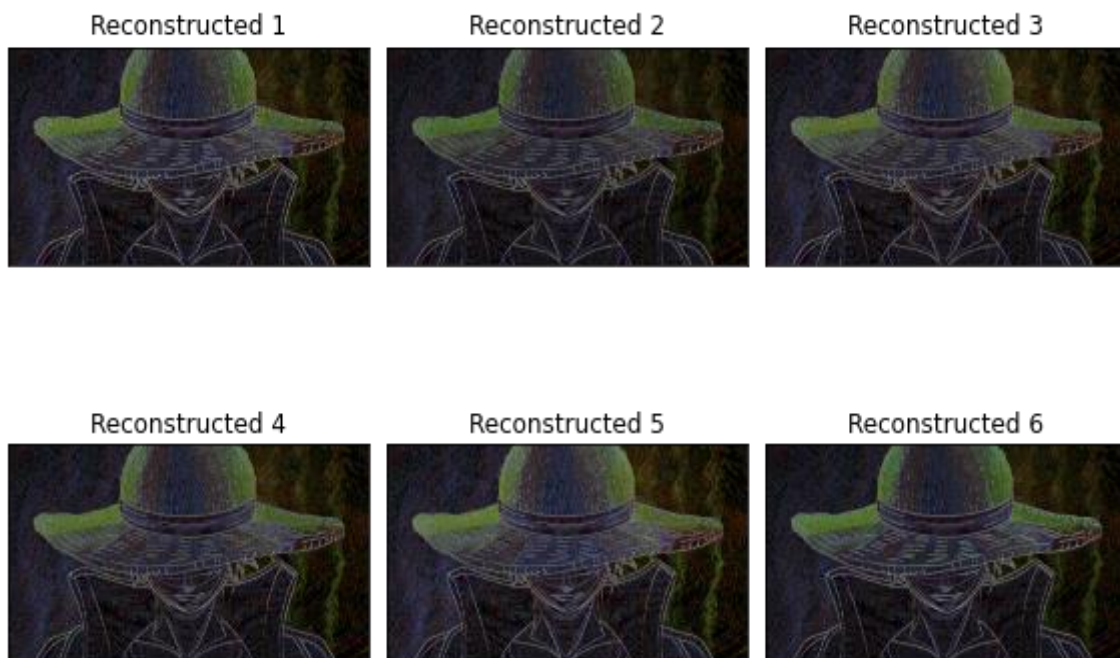 Reconstructed 1
Reconstructed 2
Reconstructed 3
Reconstructed 4
Reconstructed 5
Reconstructed 6